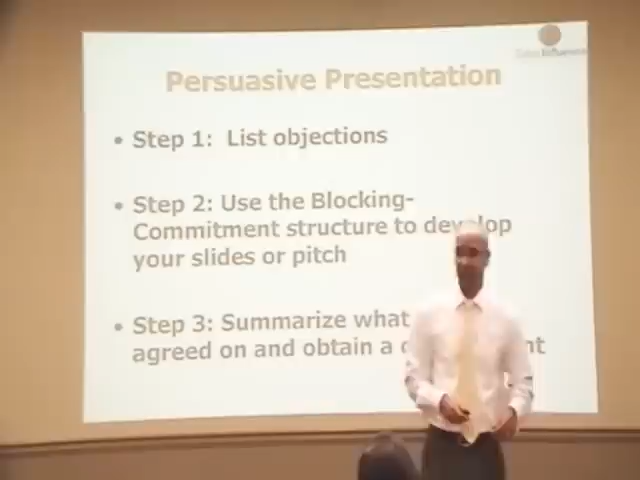 Persuasive Presentation
• Step 1: List objections
• Step 2: Use the Blocking-
Commitment structure to develop
your slides or pitch
• Step 3: Summarize what
agreed on and obtain a